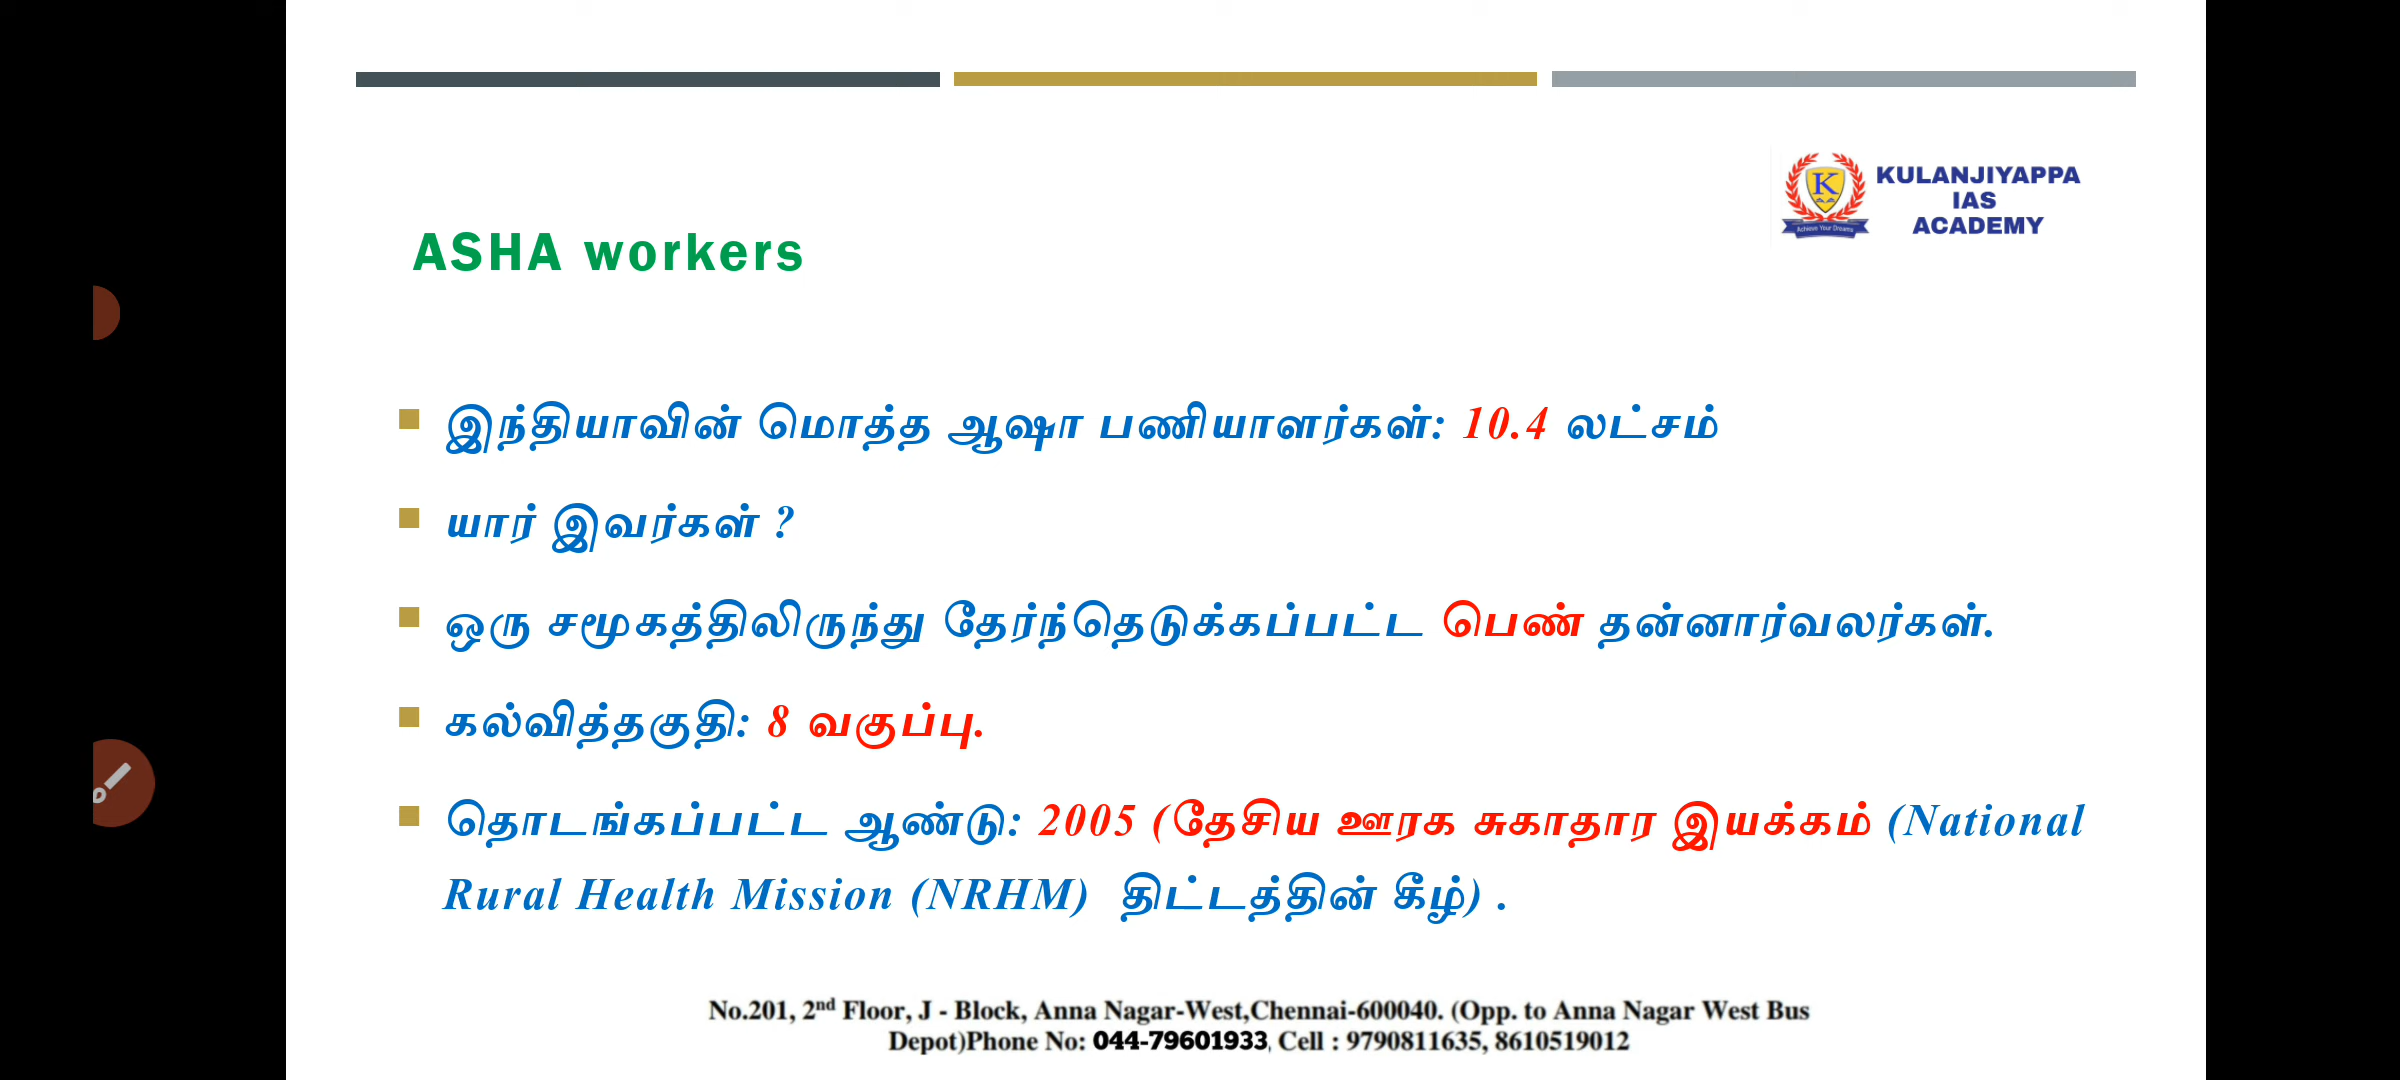 KULANJIYAPPA
IAS
ACADEMY
Achieve Your Dreams
ASHA workers
இந்தியாவின் மொத்த ஆஷா பணியாளர்கள்: 10.4 லட்சம்
யார் இவர்கள் ?
ஒரு சமூகத்திலிருந்து தேர்ந்தெடுக்கப்பட்ட பெண் தன்னார்வலர்கள்.
கல்வித்தகுதி: 8 வகுப்பு.
தொடங்கப்பட்ட ஆண்டு: 2005 (தேசிய ஊரக சுகாதார இயக்கம் (National
Rural Health Mission (NRHM) திட்டத்தின் கீழ்) .
No.201, 2nd Floor, J - Block, Anna Nagar-West,Chennai-600040. (Opp. to Anna Nagar West Bus
Depot)Phone No: 044-79601933, Cell : 9790811635, 8610519012